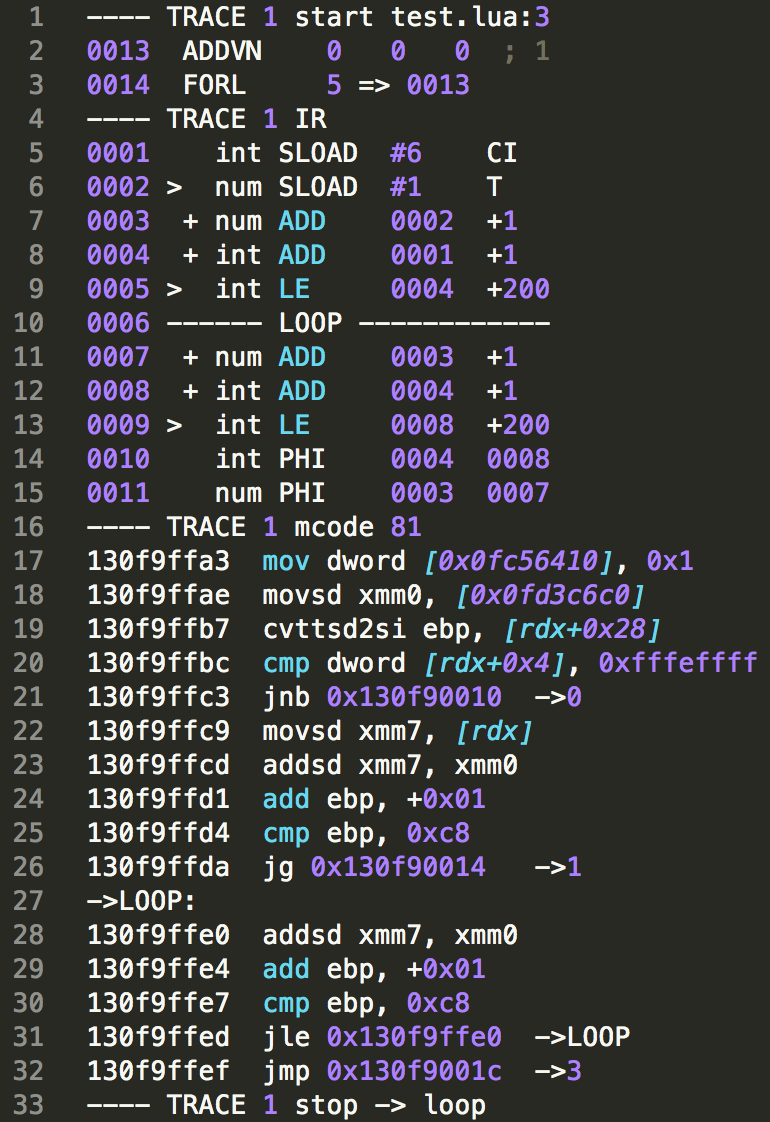 1 ---- TRACE 1 start test.lua:3
2 0013  ADDVN    0   0   0  ; 1
3 0014  FORL     5 => 0013
4 ---- TRACE 1 IR
5 0001    int SLOAD  #6    CI
6 0002 >  num SLOAD  #1    T
7 0003  + num ADD    0002  +1
8 0004  + int ADD    0001  +1
9 0005 >  int LE     0004  +200
10 0006 ------ LOOP ------------
11 0007  + num ADD    0003  +1
12 0008  + int ADD    0004  +1
13 0009 >  int LE     0008  +200
14 0010    int PHI    0004  0008
15 0011    num PHI    0003  0007
16 ---- TRACE 1 mcode 81
17 130f9ffa3  mov dword [0x0fc56410], 0x1
18 130f9ffae  movsd xmm0, [0x0fd3c6c0]
19 130f9ffb7  cvttsd2si ebp, [rdx+0x28]
20 130f9ffbc  cmp dword [rdx+0x4], 0xfffeffff
21 130f9ffc3  jnb 0x130f90010  ->0
22 130f9ffc9  movsd xmm7, [rdx]
23 130f9ffcd  addsd xmm7, xmm0
24 130f9ffd1  add ebp, +0x01
25 130f9ffd4  cmp ebp, 0xc8
26 130f9ffda  jg 0x130f90014   ->1
27 ->LOOP:
28 130f9ffe0  addsd xmm7, xmm0
29 130f9ffe4  add ebp, +0x01
30 130f9ffe7  cmp ebp, 0xc8
31 130f9ffed  jle 0x130f9ffe0  ->LOOP
32 130f9ffef  jmp 0x130f9001c  ->3
33 ---- TRACE 1 stop -> loop